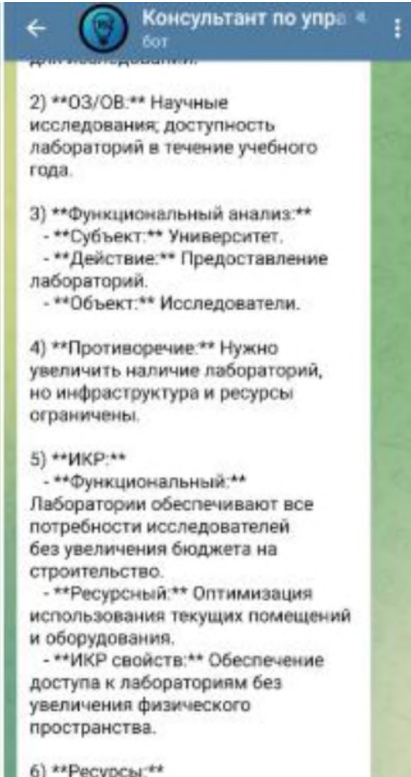 Консультант по упра
бот
для исследований.
2) **ОЗ/ОВ:** Научные
исследования; доступность
лабораторий в течение учебного
года.
3) **Функциональный анализ:**
- **Субъект:** Университет.
- **Действие:** Предоставление
лабораторий.
- **Объект:** Исследователи.
4) **Противоречие:** Нужно
увеличить наличие лабораторий,
но инфраструктура и ресурсы
ограничены.
5) **ИКР:**
- **Функциональный:**
Лаборатории обеспечивают все
потребности исследователей
без увеличения бюджета на
строительство.
- **Ресурсный:** Оптимизация
использования текущих помещений
и оборудования.
- **ИКР свойств:** Обеспечение
доступа к лабораториям без
увеличения физического
пространства.
6) **Ресурсы:**